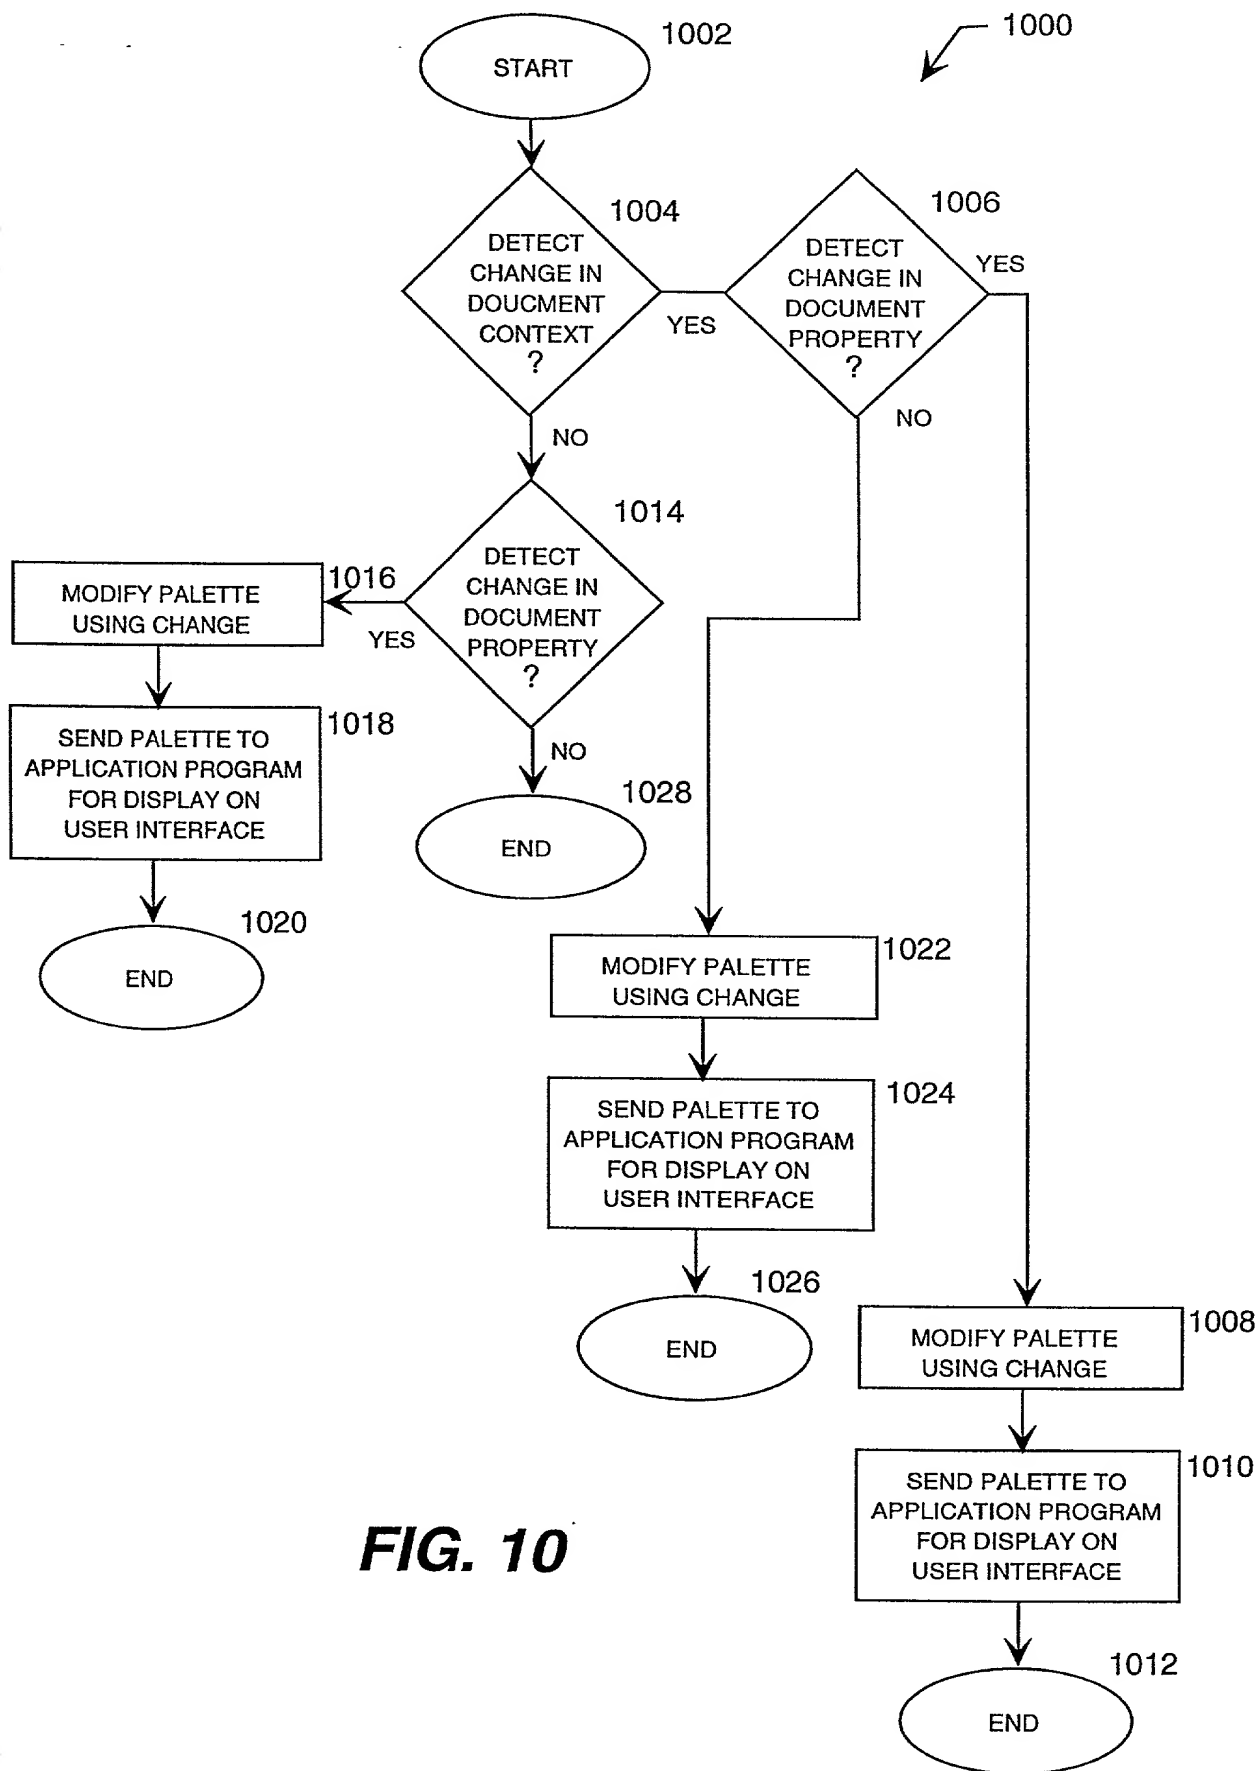 1002
1000
START
1004
1006
DETECT
CHANGE IN
DOUCMENT
CONTEXT
?
YES
DETECT
CHANGE IN
DOCUMENT
PROPERTY
?
YES
NO
NO
1014
DETECT
CHANGE IN
DOCUMENT
PROPERTY
?
YES
NO
1016
MODIFY PALETTE
USING CHANGE
1018
SEND PALETTE TO
APPLICATION PROGRAM
FOR DISPLAY ON
USER INTERFACE
1020
END
1028
END
1022
MODIFY PALETTE
USING CHANGE
1024
SEND PALETTE TO
APPLICATION PROGRAM
FOR DISPLAY ON
USER INTERFACE
1026
END
1008
MODIFY PALETTE
USING CHANGE
1010
SEND PALETTE TO
APPLICATION PROGRAM
FOR DISPLAY ON
USER INTERFACE
1012
END
FIG. 10